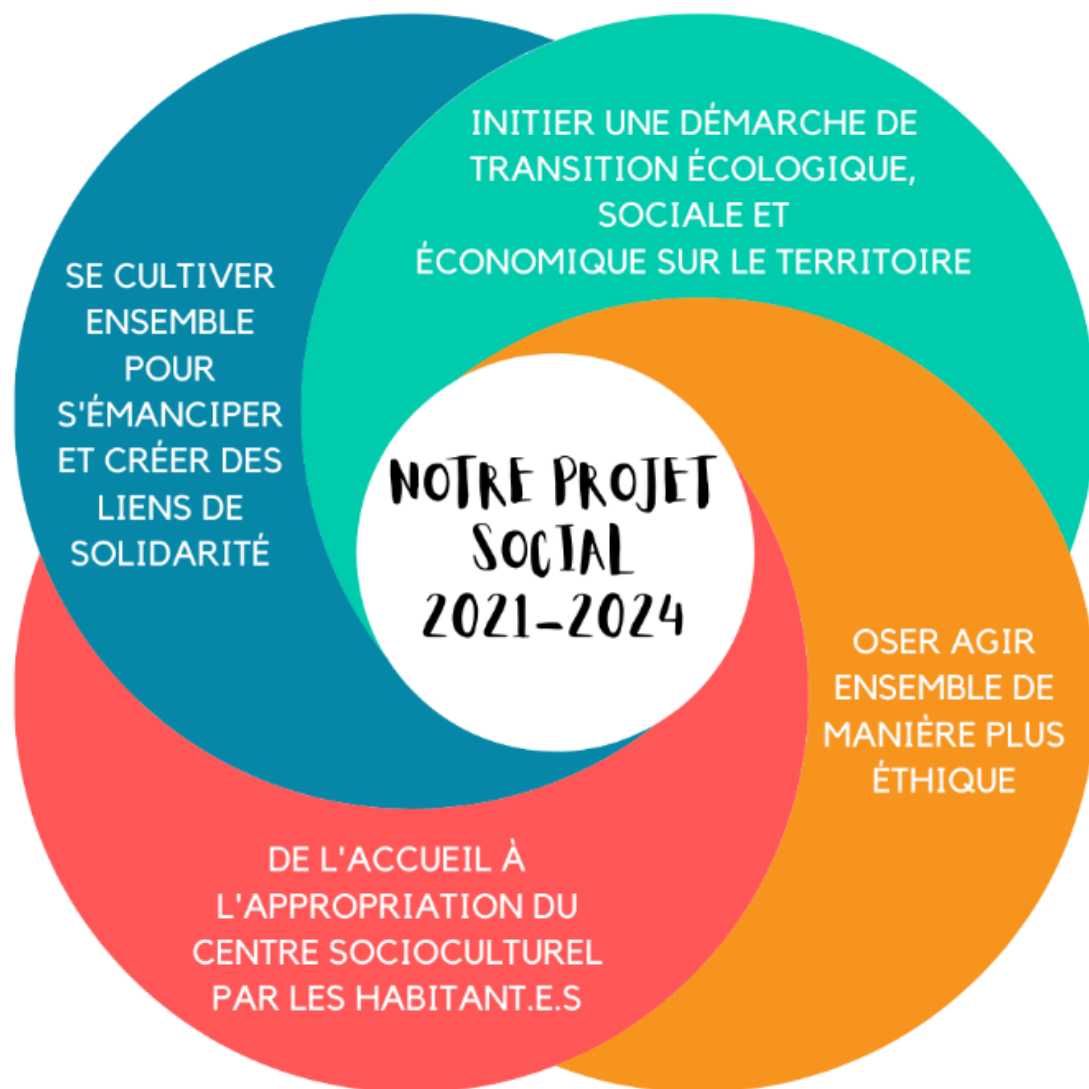 INITIER UNE DÉMARCHE DE
TRANSITION ÉCOLOGIQUE,
SOCIALE ET
ÉCONOMIQUE SUR LE TERRITOIRE
SE CULTIVER
ENSEMBLE
POUR
S'ÉMANCIPER
ET CRÉER DES
LIENS DE
SOLIDARITÉ
NOTRE PROJET
SOCIAL
2021-2024
OSER AGIR
ENSEMBLE DE
MANIÈRE PLUS
ÉTHIQUE
DE L'ACCUEIL À
L'APPROPRIATION DU
CENTRE SOCIOCULTUREL
PAR LES HABITANT.E.S